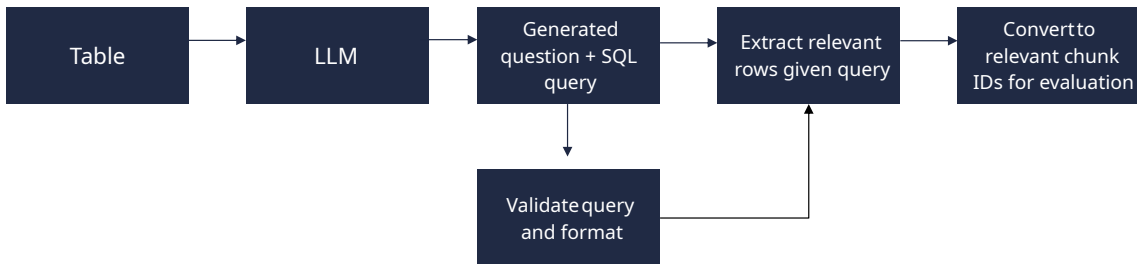 Table
LLM
Generated
question + SQL
query
Extract relevant
rows given query
Convert to
relevant chunk
IDs for evaluation
Validate query
and format